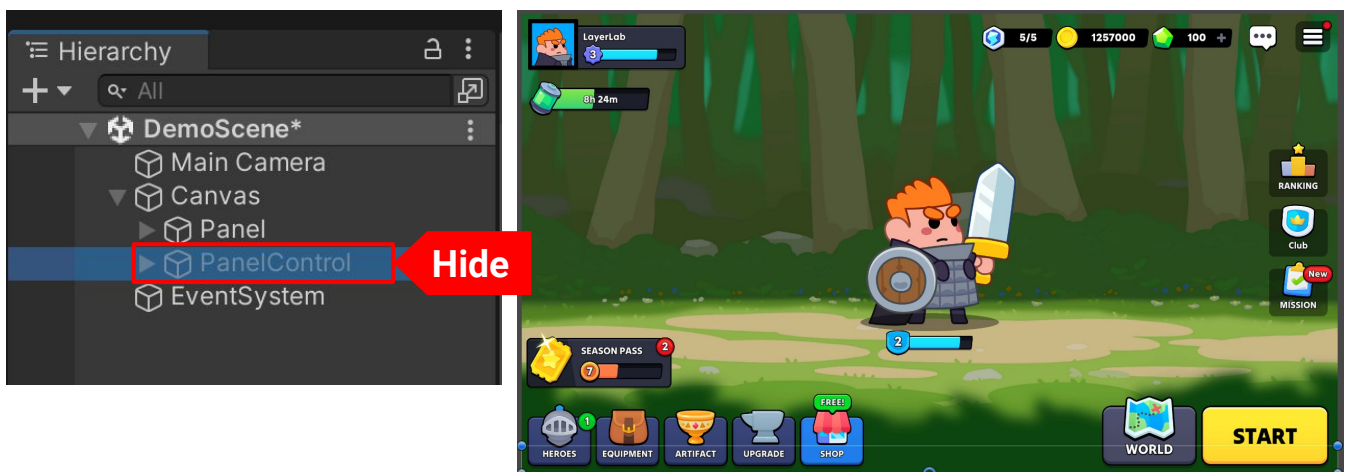 Hierarchy
All
DemoScene*
Main Camera
Canvas
Panel
PanelControl
Hide
EventSystem
LayerLab
3
5/5
1257000
100 +
8h 24m
RANKING
Club
New
MISSION
2
SEASON PASS
2
7
FREE!
1
HEROES
EQUIPMENT
ARTIFACT
UPGRADE
SHOP
WORLD
START